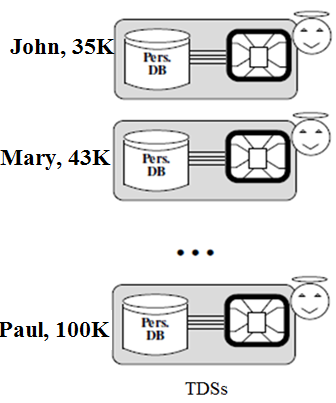 John, 35K
Pers.
DB
Mary, 43K
Pers.
DB
• • •
Paul, 100K
Pers.
DB
TDSs